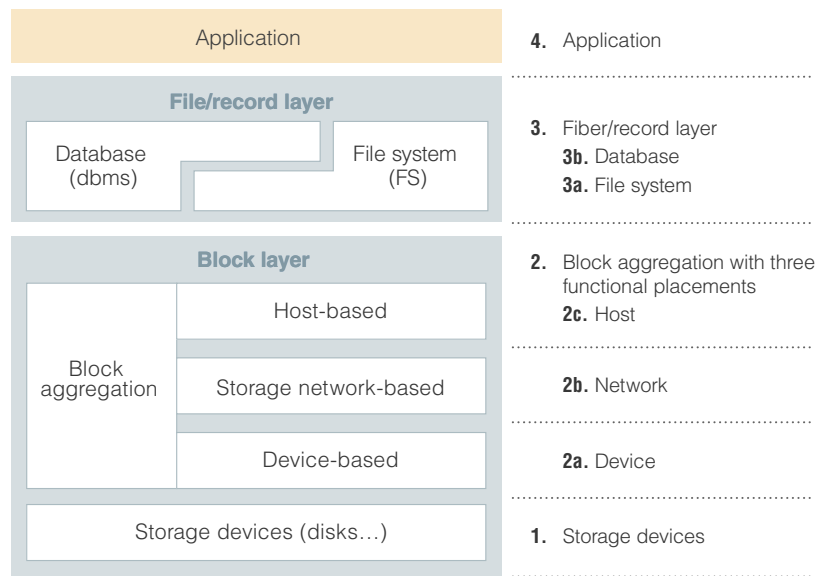 Application
File/record layer
Database
(dbms)
File system
(FS)
Block layer
Block
aggregation
Host-based
Storage network-based
Device-based
Storage devices (disks…)
4. Application
3. Fiber/record layer
3b. Database
3a. File system
2. Block aggregation with three
functional placements
2c. Host
2b. Network
2a. Device
1. Storage devices